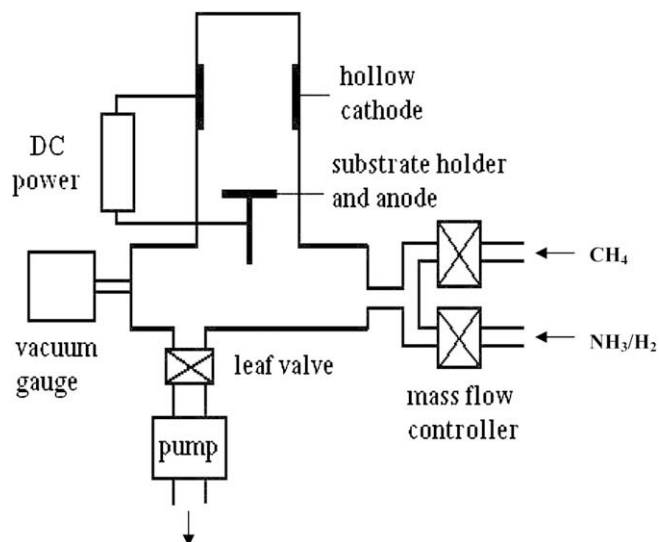 hollow
cathode
DC
power
substrate holder
and anode
CH₄
NH₃/H₂
vacuum
gauge
leaf valve
mass flow
controller
pump